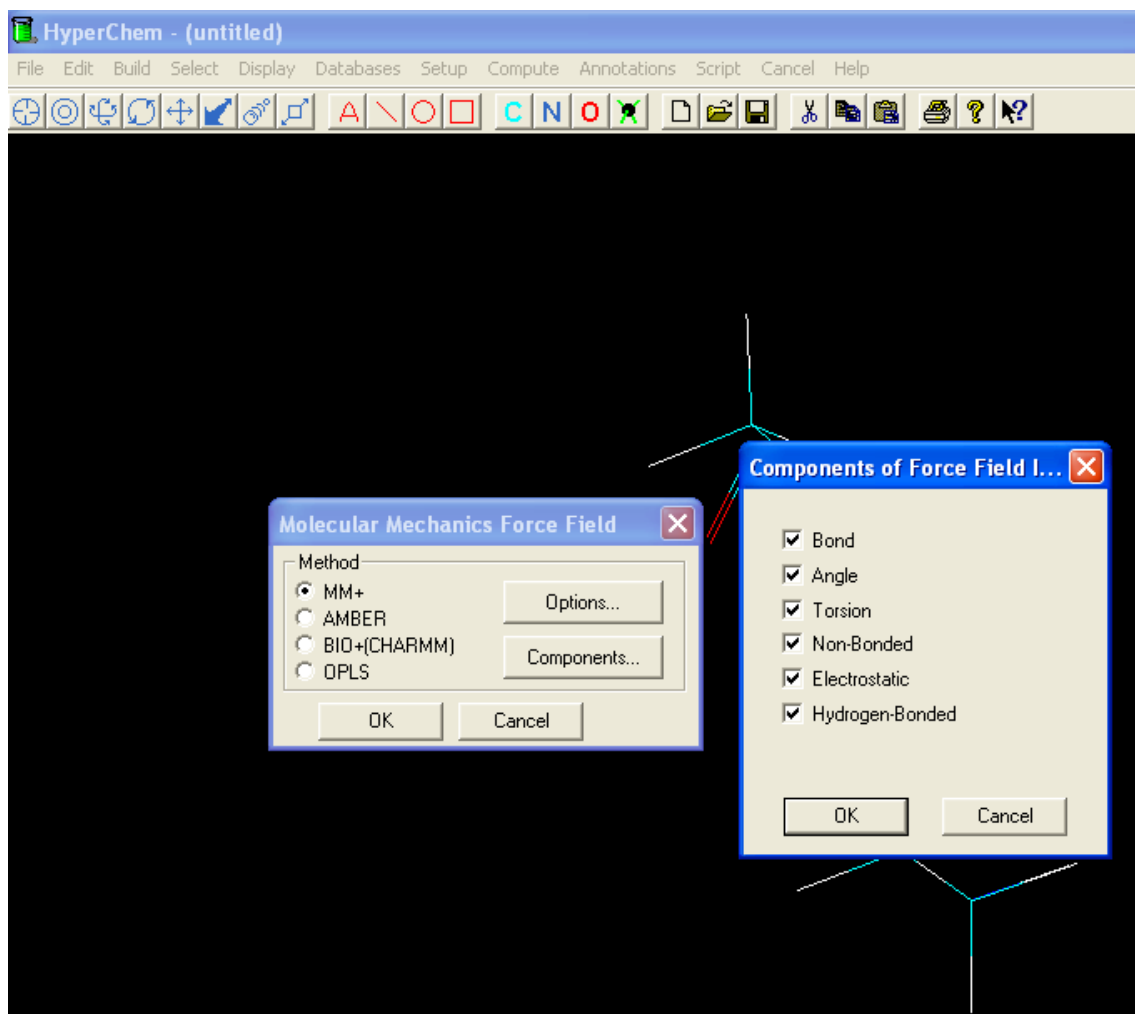 HyperChem - (untitled)
File Edit Build Select Display Databases Setup Compute Annotations Script Cancel Help
A C N O ? ?
Components of Force Field I...
Bond
Angle
Torsion
Non-Bonded
Electrostatic
Hydrogen-Bonded
OK Cancel
Molecular Mechanics Force Field
Method
MM+
AMBER
BIO+(CHARMM)
OPLS
Options...
Components...
OK Cancel